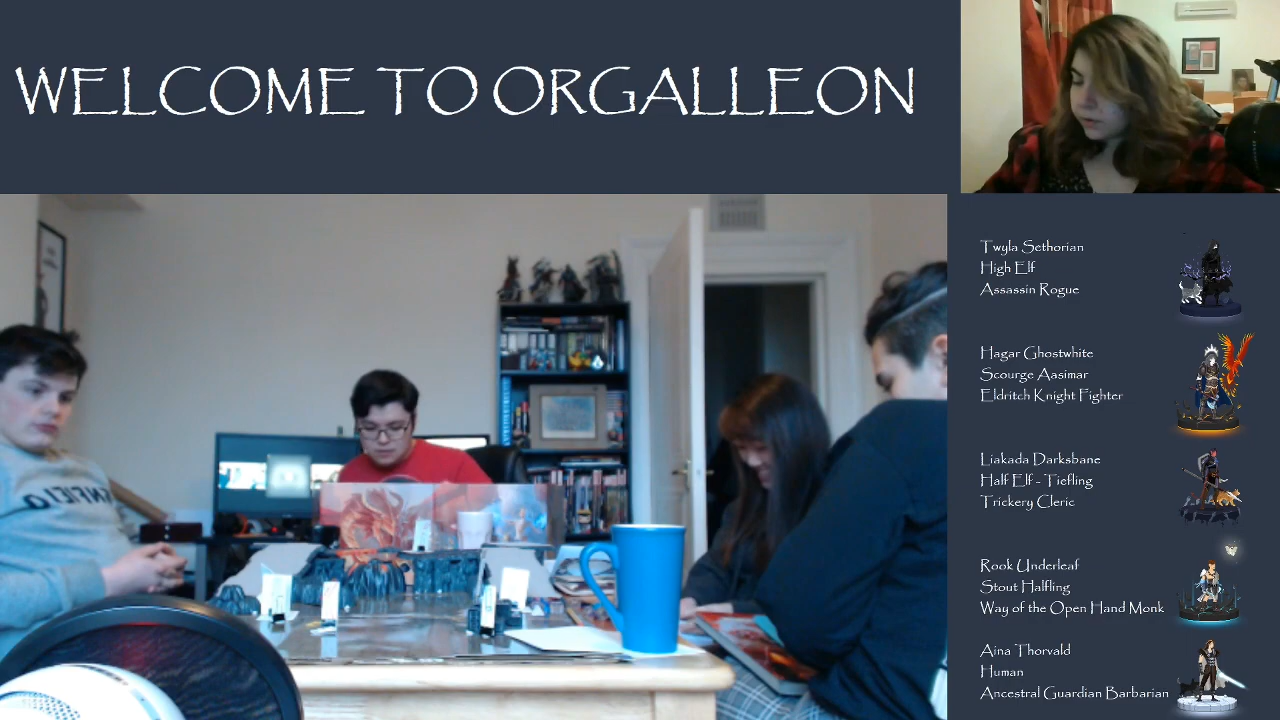 WELCOME TO ORGALLEON
Twyla Sethorian
High Elf
Assassin Rogue
Hagar Ghostwhite
Scourge Aasimar
Eldritch Knight Fighter
Liakada Darksbane
Half Elf - Tiefling
Trickery Cleric
Rook Underleaf
Stout Halfling
Way of the Open Hand Monk
Aina Thorvald
Human
Ancestral Guardian Barbarian